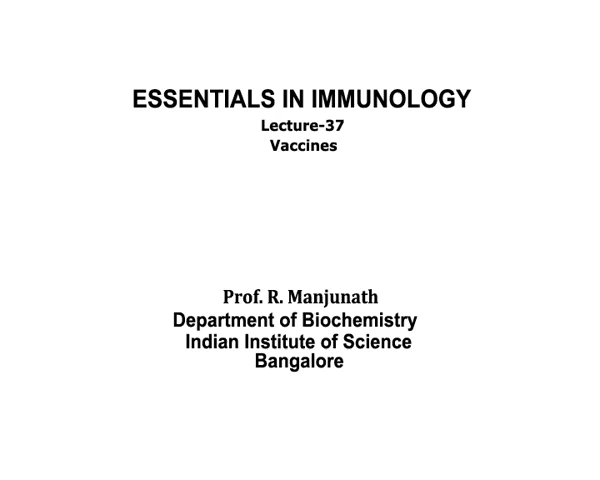 ESSENTIALS IN IMMUNOLOGY
Lecture-37
Vaccines
Prof. R. Manjunath
Department of Biochemistry
Indian Institute of Science
Bangalore